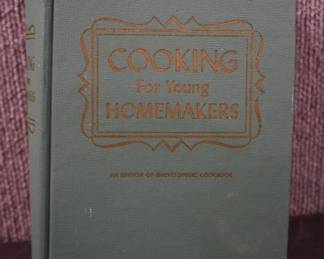 COOKING
For Young
HOMEMAKERS
AN EDITION OF ENCYCLOPEDIC COOKBOOK